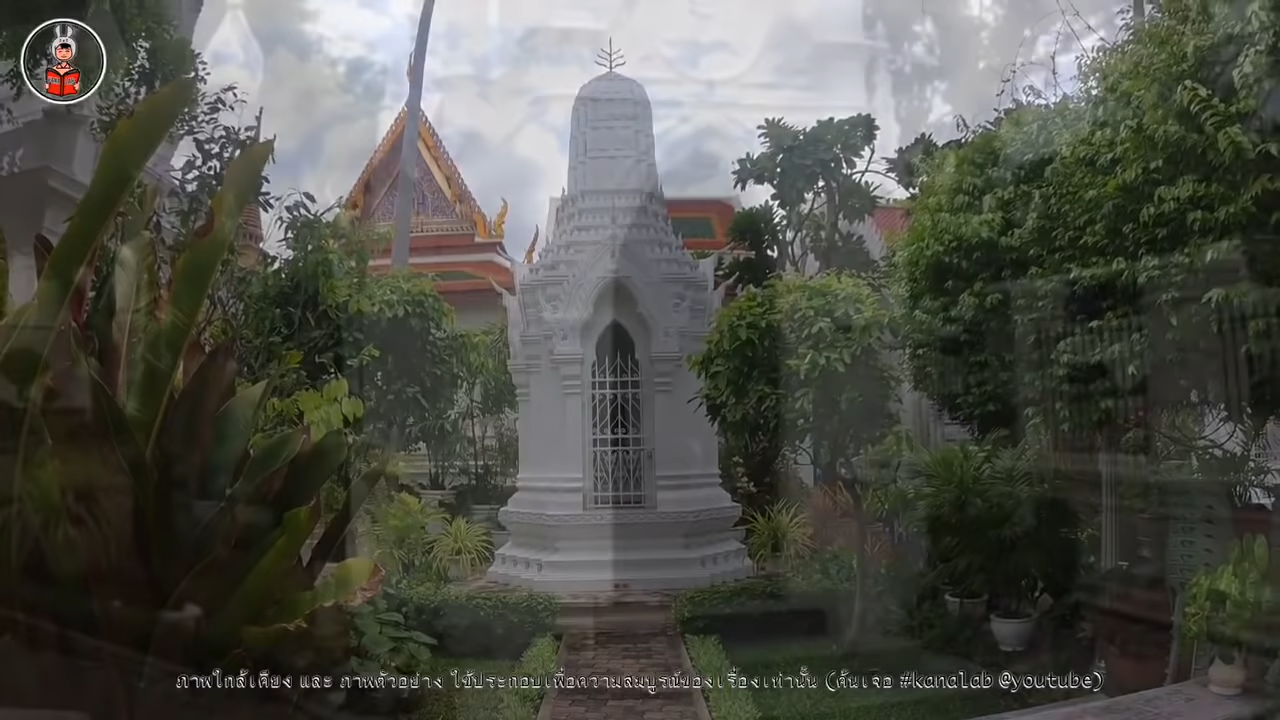 ภาพใกล้เคียง และ ภาพตัวอย่าง ใช้ประกอบเพื่อความสมบูรณ์ของเรื่องเท่านั้น (ค้นเจอ #kanalab @youtube)